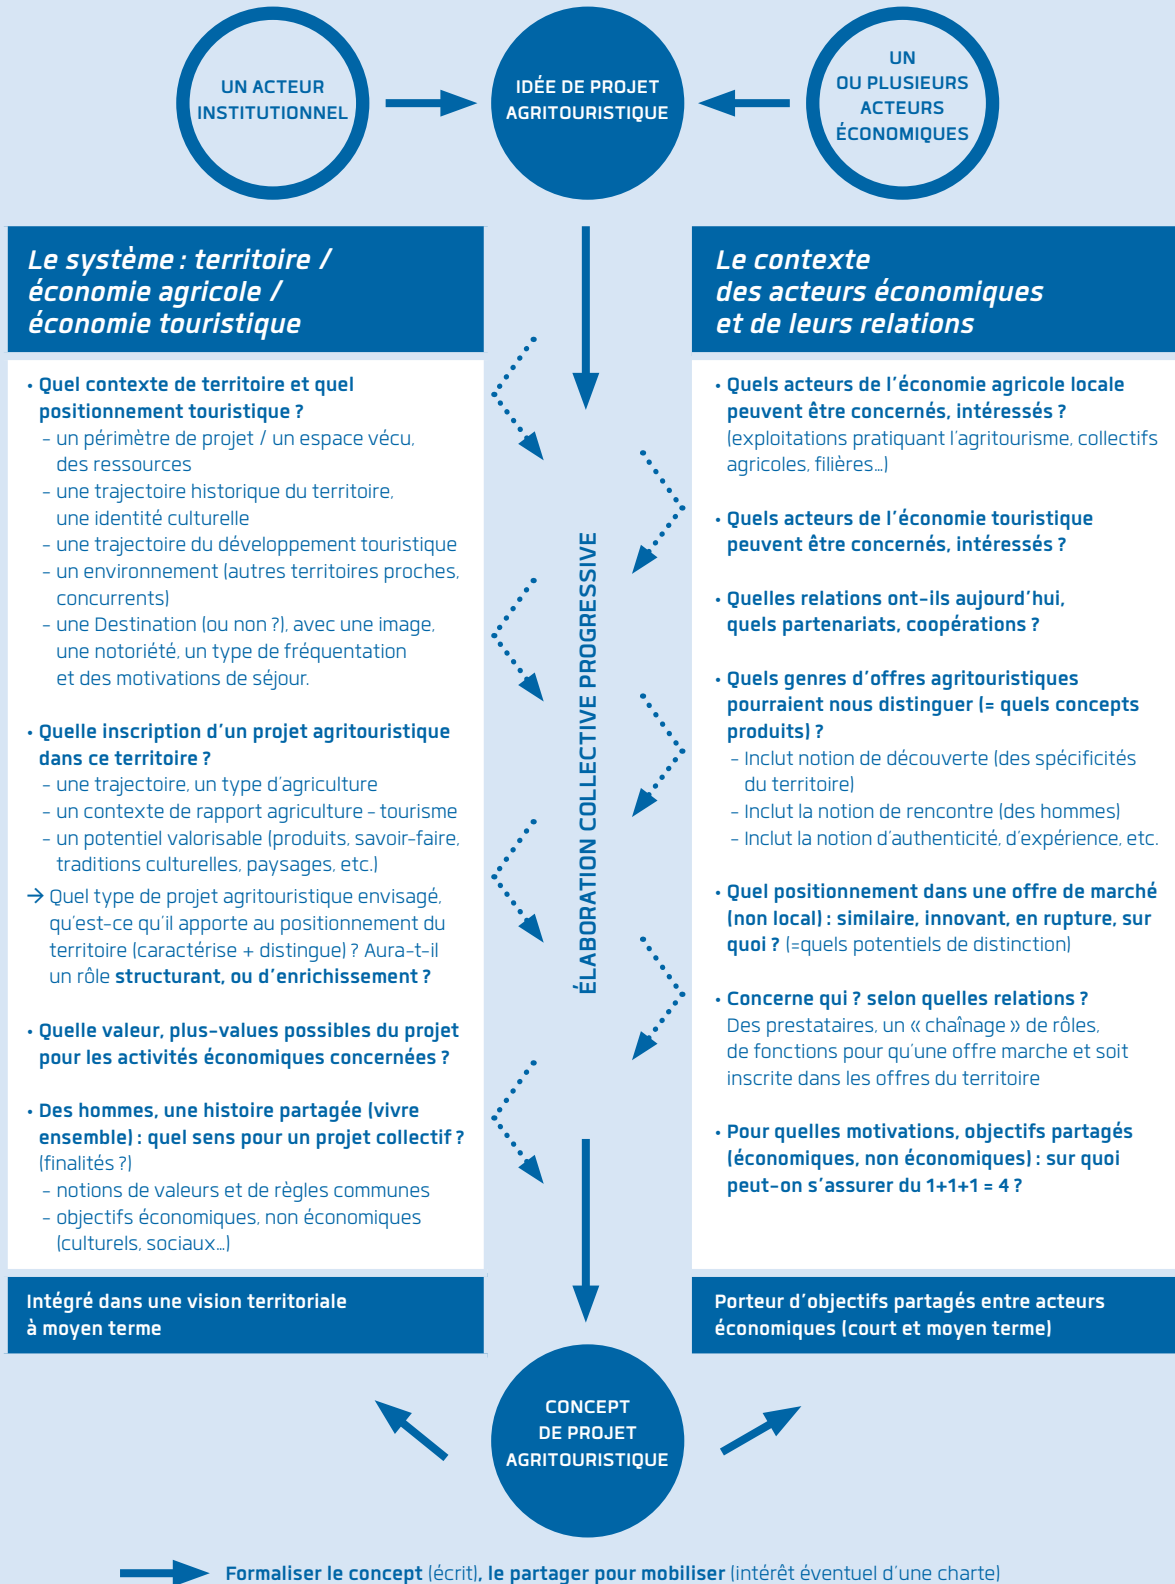 UN ACTEUR
INSTITUTIONNEL
IDÉE DE PROJET
AGRITOURISTIQUE
UN
OU PLUSIEURS
ACTEURS
ÉCONOMIQUES
Le système : territoire /
économie agricole /
économie touristique
• Quel contexte de territoire et quel
positionnement touristique ?
- un périmètre de projet / un espace vécu,
des ressources
- une trajectoire historique du territoire,
une identité culturelle
- une trajectoire du développement touristique
- un environnement (autres territoires proches,
concurrents)
- une Destination (ou non ?), avec une image,
une notoriété, un type de fréquentation
et des motivations de séjour.
• Quelle inscription d'un projet agritouristique
dans ce territoire ?
- une trajectoire, un type d'agriculture
- un contexte de rapport agriculture - tourisme
- un potentiel valorisable (produits, savoir-faire,
traditions culturelles, paysages, etc.)
→ Quel type de projet agritouristique envisagé,
qu'est-ce qu'il apporte au positionnement du
territoire (caractérise + distingue) ? Aura-t-il
un rôle structurant, ou d'enrichissement ?
• Quelle valeur, plus-values possibles du projet
pour les activités économiques concernées ?
• Des hommes, une histoire partagée (vivre
ensemble) : quel sens pour un projet collectif ?
(finalités ?)
- notions de valeurs et de règles communes
- objectifs économiques, non économiques
(culturels, sociaux…)
Intégré dans une vision territoriale
à moyen terme
ÉLABORATION COLLECTIVE PROGRESSIVE
Le contexte
des acteurs économiques
et de leurs relations
• Quels acteurs de l'économie agricole locale
peuvent être concernés, intéressés ?
(exploitations pratiquant l'agritourisme, collectifs
agricoles, filières…)
• Quels acteurs de l'économie touristique
peuvent être concernés, intéressés ?
• Quelles relations ont-ils aujourd'hui,
quels partenariats, coopérations ?
• Quels genres d'offres agritouristiques
pourraient nous distinguer (= quels concepts
produits) ?
- Inclut notion de découverte (des spécificités
du territoire)
- Inclut la notion de rencontre (des hommes)
- Inclut la notion d'authenticité, d'expérience, etc.
• Quel positionnement dans une offre de marché
(non local) : similaire, innovant, en rupture, sur
quoi ? (=quels potentiels de distinction)
• Concerne qui ? selon quelles relations ?
Des prestataires, un « chaînage » de rôles,
de fonctions pour qu'une offre marche et soit
inscrite dans les offres du territoire
• Pour quelles motivations, objectifs partagés
(économiques, non économiques) : sur quoi
peut-on s'assurer du 1+1+1 = 4 ?
Porteur d'objectifs partagés entre acteurs
économiques (court et moyen terme)
CONCEPT
DE PROJET
AGRITOURISTIQUE
Formaliser le concept (écrit), le partager pour mobiliser (intérêt éventuel d'une charte)